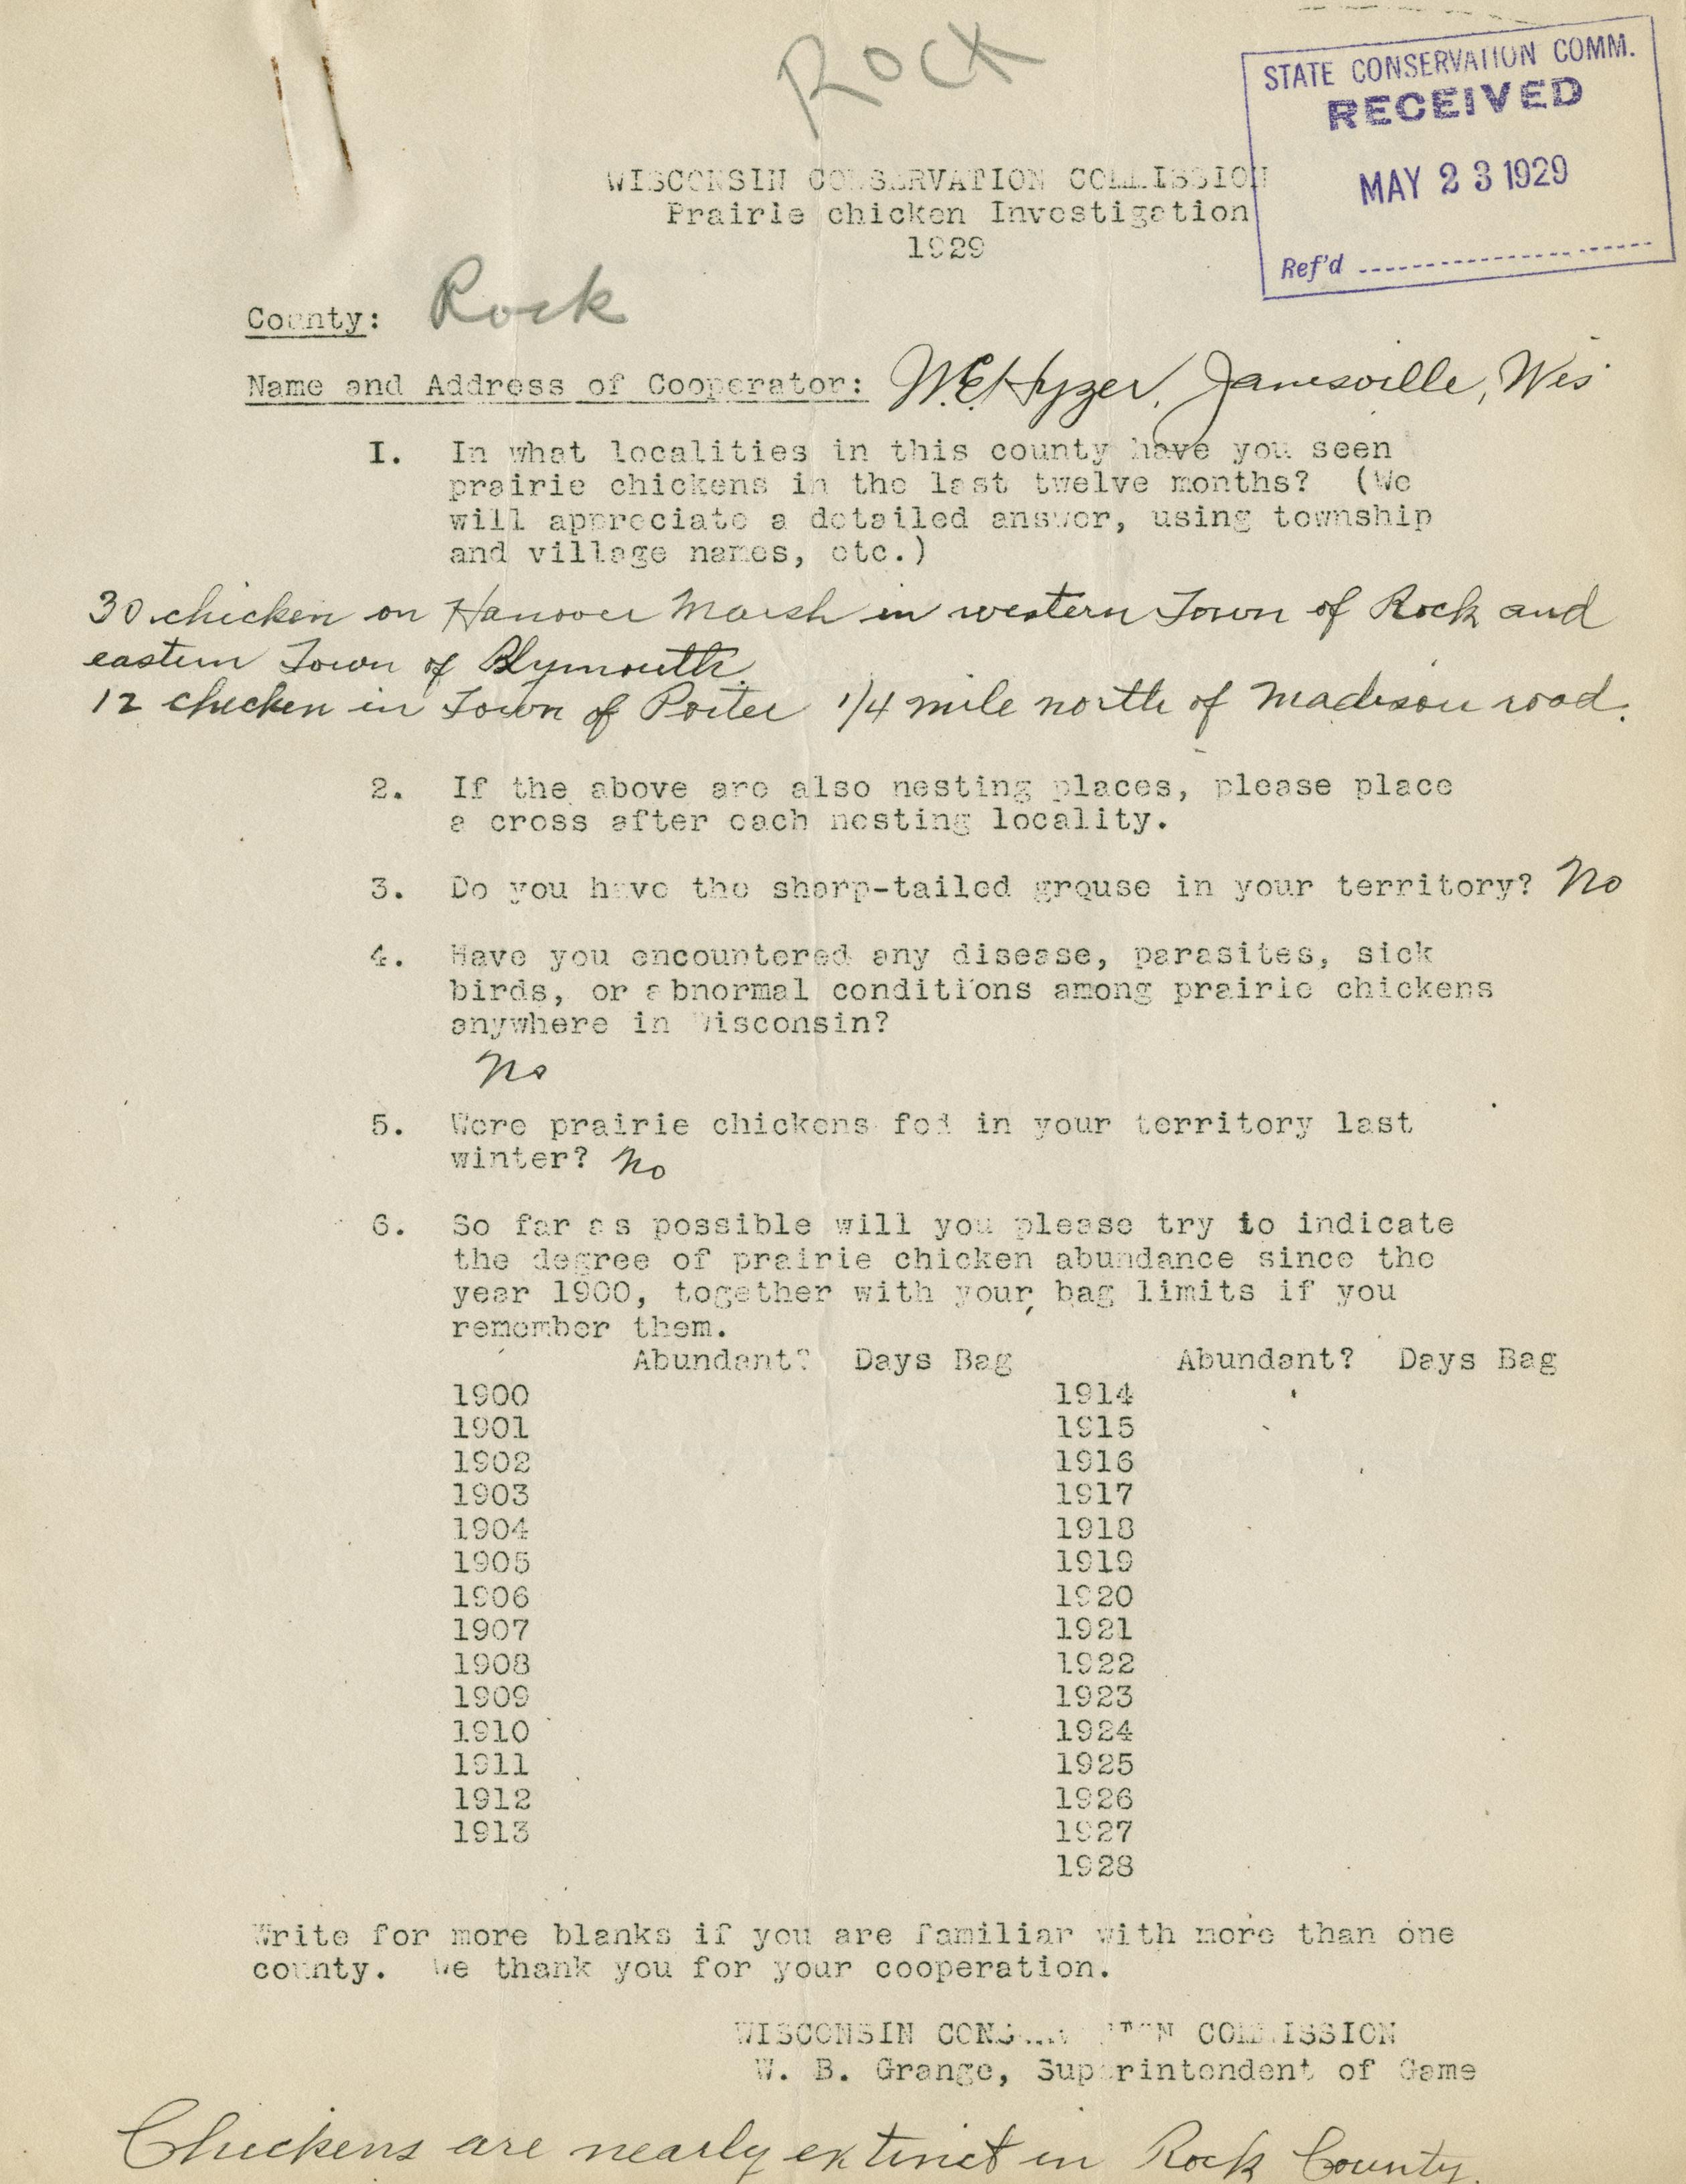 Rock
STATE CONSERVATION COMM.
RECEIVED
MAY 23 1929
Ref'd
WISCONSIN CONSERVATION COMMISSION
Prairie chicken Investigation
1929
County: Rock
Name and Address of Cooperator: W.E. Hyzer, Janesville, Wis
I. In what localities in this county have you seen
prairie chickens in the last twelve months? (We
will appreciate a detailed answer, using township
and village names, etc.)
30 chicken on Hanover Marsh in western Town of Rock and
eastern Town of Plymouth.
12 chicken in Town of Porter 1/4 mile north of Madison road.
2. If the above are also nesting places, please place
a cross after each nesting locality.
3. Do you have the sharp-tailed grouse in your territory? No
4. Have you encountered any disease, parasites, sick
birds, or abnormal conditions among prairie chickens
anywhere in Wisconsin?
No
5. Were prairie chickens fed in your territory last
winter? No
6. So far as possible will you please try to indicate
the degree of prairie chicken abundance since the
year 1900, together with your bag limits if you
remember them.
Abundant? Days Bag Abundant? Days Bag
1900 1914
1901 1915
1902 1916
1903 1917
1904 1918
1905 1919
1906 1920
1907 1921
1908 1922
1909 1923
1910 1924
1911 1925
1912 1926
1913 1927
1928
Write for more blanks if you are familiar with more than one
county. We thank you for your cooperation.
WISCONSIN CONSERVATION COMMISSION
W. B. Grange, Superintendent of Game
Chickens are nearly extinct in Rock County.